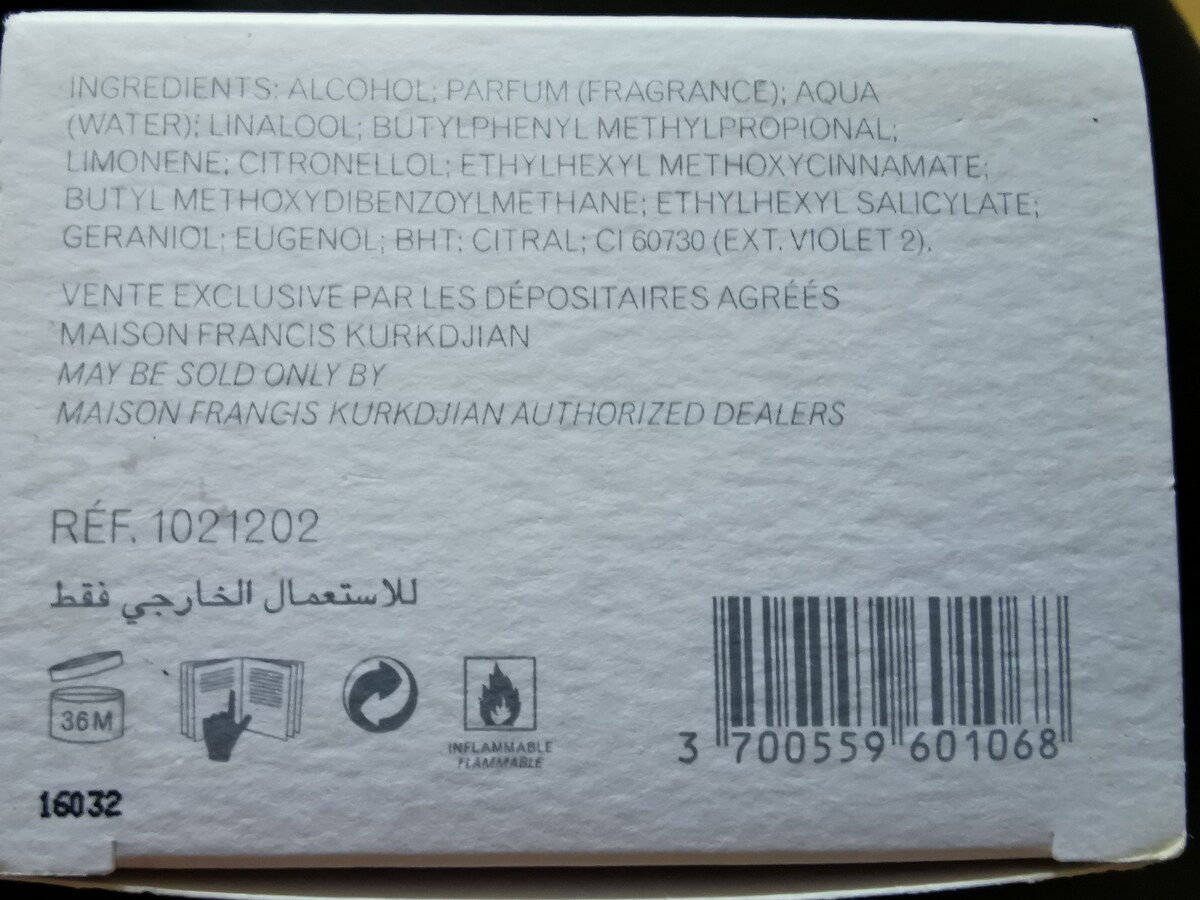 INGREDIENTS: ALCOHOL; PARFUM (FRAGRANCE); AQUA
(WATER); LINALOOL; BUTYLPHENYL METHYLPROPIONAL;
LIMONENE; CITRONELLOL; ETHYLHEXYL METHOXYCINNAMATE;
BUTYL METHOXYDIBENZOYLMETHANE; ETHYLHEXYL SALICYLATE;
GERANIOL; EUGENOL; BHT; CITRAL; CI 60730 (EXT. VIOLET 2).
VENTE EXCLUSIVE PAR LES DÉPOSITAIRES AGRÉÉS
MAISON FRANCIS KURKDJIAN
MAY BE SOLD ONLY BY
MAISON FRANCIS KURKDJIAN AUTHORIZED DEALERS
RÉF. 1021202
للاستعمال الخارجي فقط
36M
INFLAMMABLE
FLAMMABLE
3 700559 601068
16032